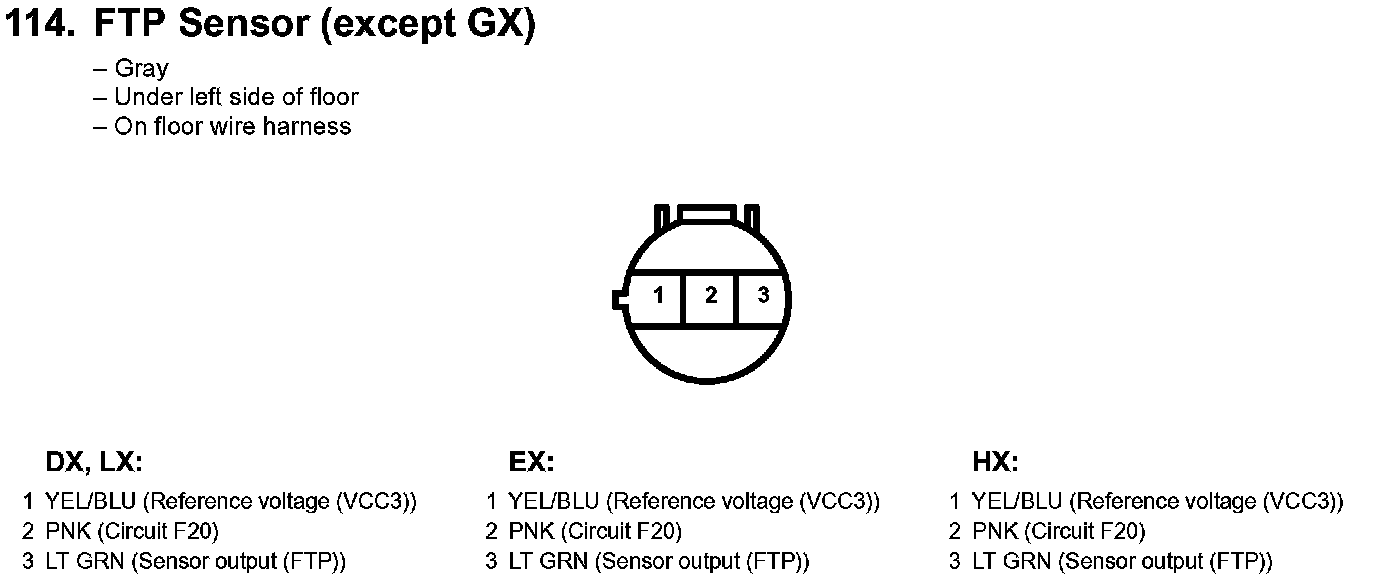 114. FTP Sensor (except GX)
– Gray
– Under left side of floor
– On floor wire harness
1 2 3
DX, LX:
1 YEL/BLU (Reference voltage (VCC3))
2 PNK (Circuit F20)
3 LT GRN (Sensor output (FTP))
EX:
1 YEL/BLU (Reference voltage (VCC3))
2 PNK (Circuit F20)
3 LT GRN (Sensor output (FTP))
HX:
1 YEL/BLU (Reference voltage (VCC3))
2 PNK (Circuit F20)
3 LT GRN (Sensor output (FTP))